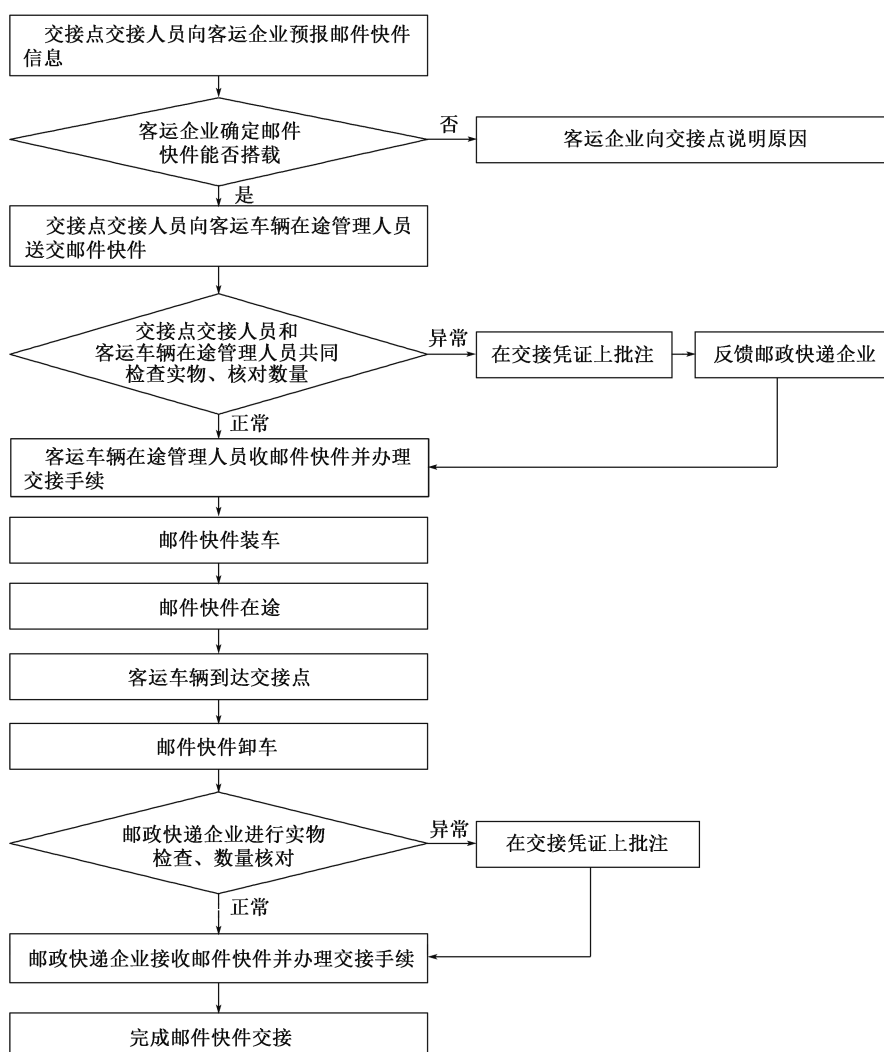 交接点交接人员向客运企业预报邮件快件
信息
客运企业确定邮件
快件能否搭载
否
客运企业向交接点说明原因
是
交接点交接人员向客运车辆在途管理人员
送交邮件快件
交接点交接人员和
客运车辆在途管理人员共同
检查实物、核对数量
异常
在交接凭证上批注
反馈邮政快递企业
正常
客运车辆在途管理人员收邮件快件并办理
交接手续
邮件快件装车
邮件快件在途
客运车辆到达交接点
邮件快件卸车
邮政快递企业进行实物
检查、数量核对
异常
在交接凭证上批注
正常
邮政快递企业接收邮件快件并办理交接手续
完成邮件快件交接